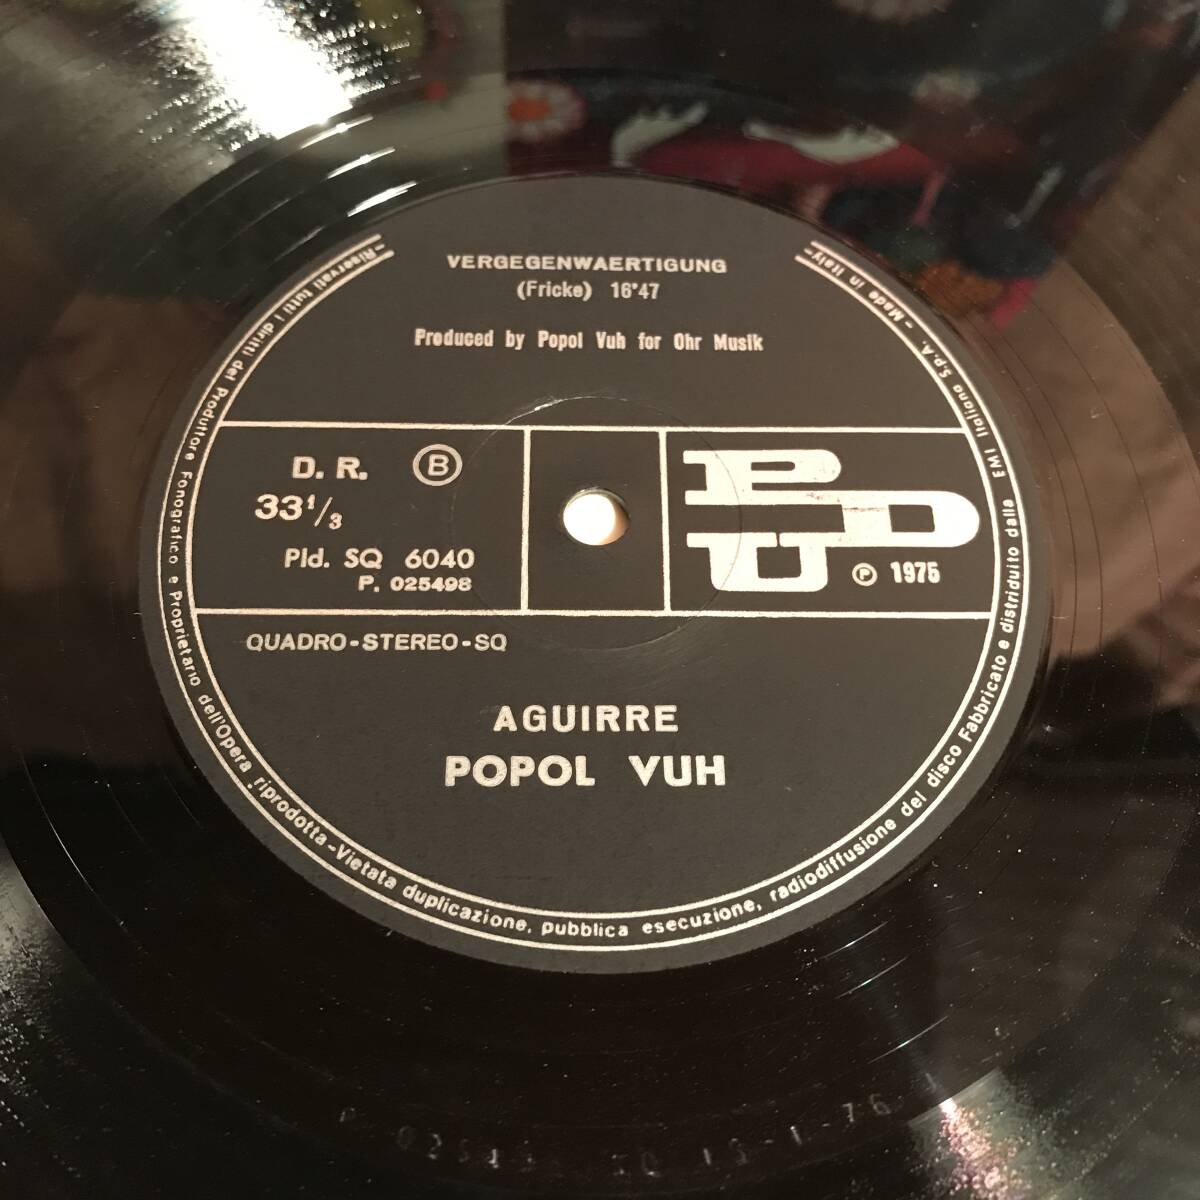 VERGEGENWAERTIGUNG
(Fricke) 16'47
Produced by Popol Vuh for Ohr Musik
D. R. B
33 1/3
Pld. SQ 6040
P. 025498
PDU
℗ 1975
QUADRO-STEREO-SQ
AGUIRRE
POPOL VUH
-Riservati tutti i diritti del Produttore Fonografico e Proprietario dell'Opera riprodotta-Vietata duplicazione, pubblica esecuzione, radiodiffusione del disco Fabbricato e distribuito dalla EMI Italiana S.p.A. - Made in Italy-